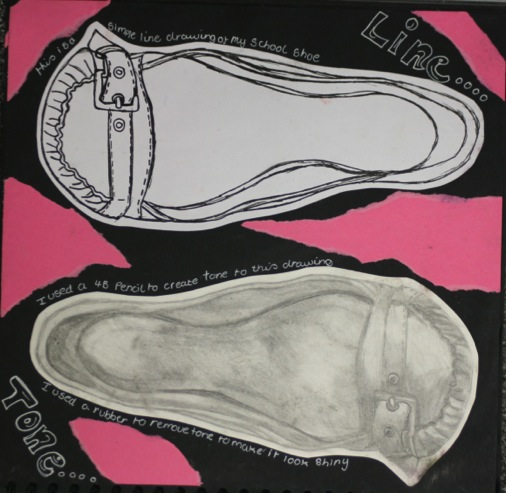 this is a simple line drawing of my school shoe
Line....
I used a 4B Pencil to create tone to this drawing
I used a rubber to remove tone to make it look shiny
Tone....